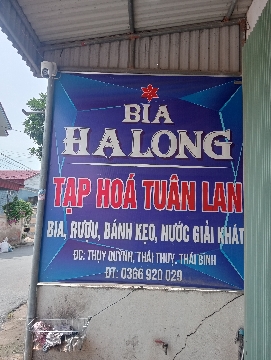 BIA
HALONG
TẠP HOÁ TUÂN LAN
BIA, RƯỢU, BÁNH KẸO, NƯỚC GIẢI KHÁT
ĐC: THỤY QUỲNH, THÁI THỤY, THÁI BÌNH
ĐT: 0366 920 029